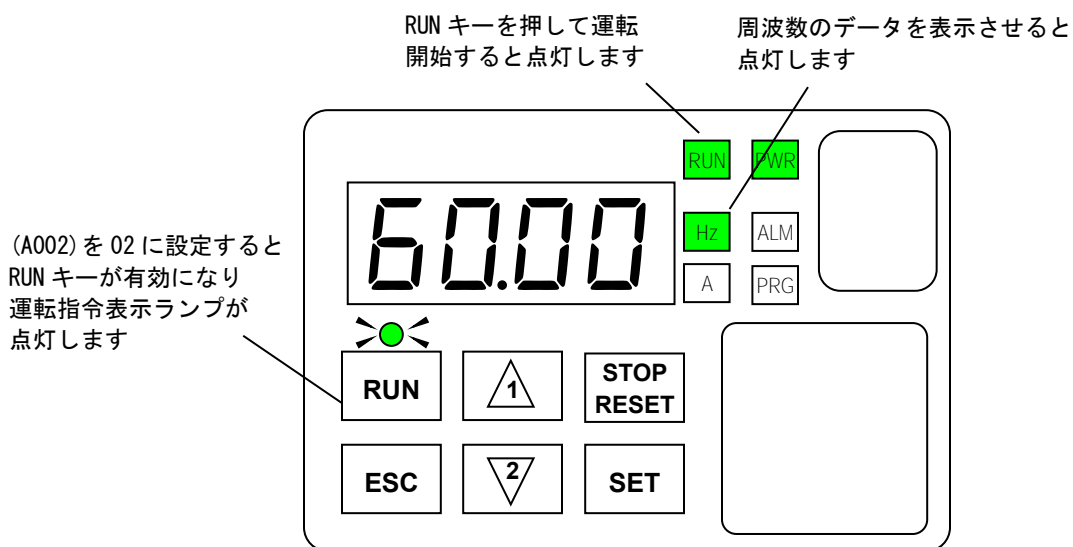 RUN キーを押して運転
開始すると点灯します
周波数のデータを表示させると
点灯します
RUN PWR
60.00
Hz ALM
A PRG
(A002)を 02 に設定すると
RUN キーが有効になり
運転指令表示ランプが
点灯します
RUN 1 STOP RESET
ESC 2 SET